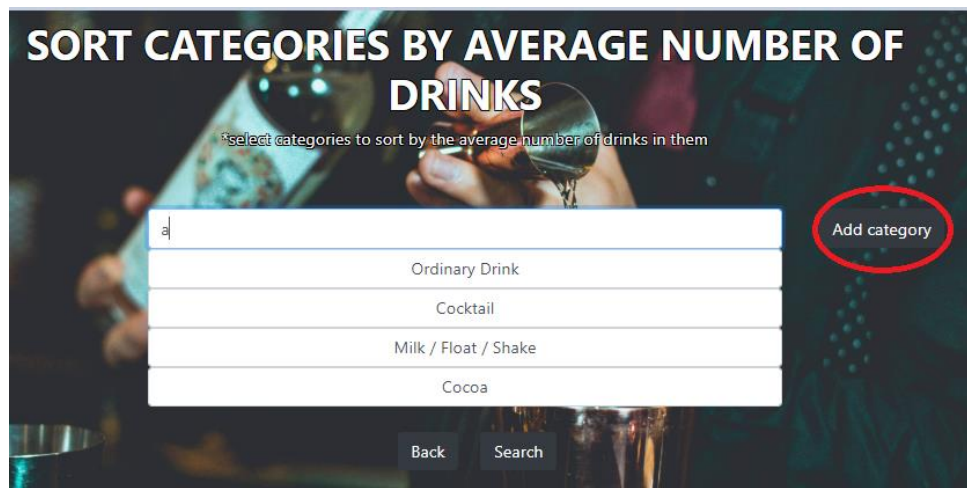 SORT CATEGORIES BY AVERAGE NUMBER OF
DRINKS
*select categories to sort by the average number of drinks in them
a
Add category
Ordinary Drink
Cocktail
Milk / Float / Shake
Cocoa
Back
Search